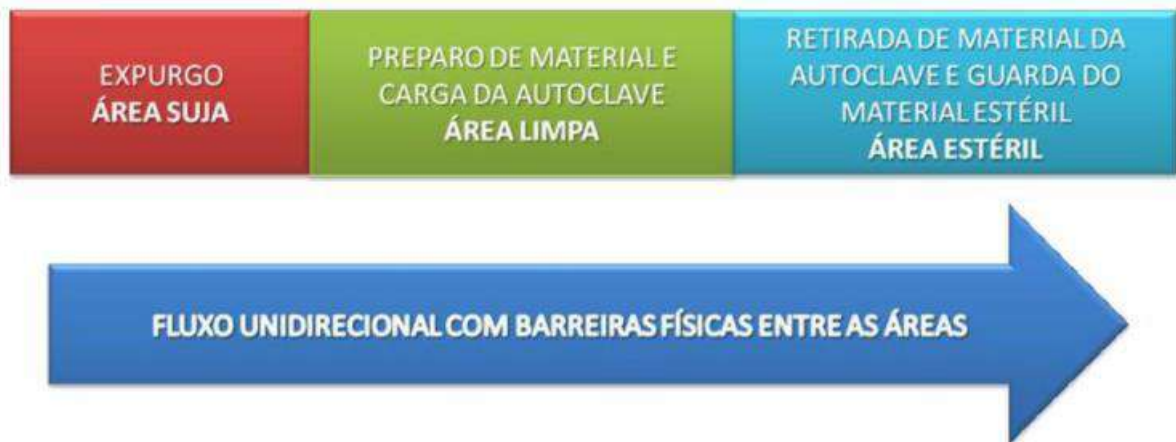 EXPURGO
ÁREA SUJA
PREPARO DE MATERIAL E
CARGA DA AUTOCLAVE
ÁREA LIMPA
RETIRADA DE MATERIAL DA
AUTOCLAVE E GUARDA DO
MATERIAL ESTÉRIL
ÁREA ESTÉRIL
FLUXO UNIDIRECIONAL COM BARREIRAS FÍSICAS ENTRE AS ÁREAS